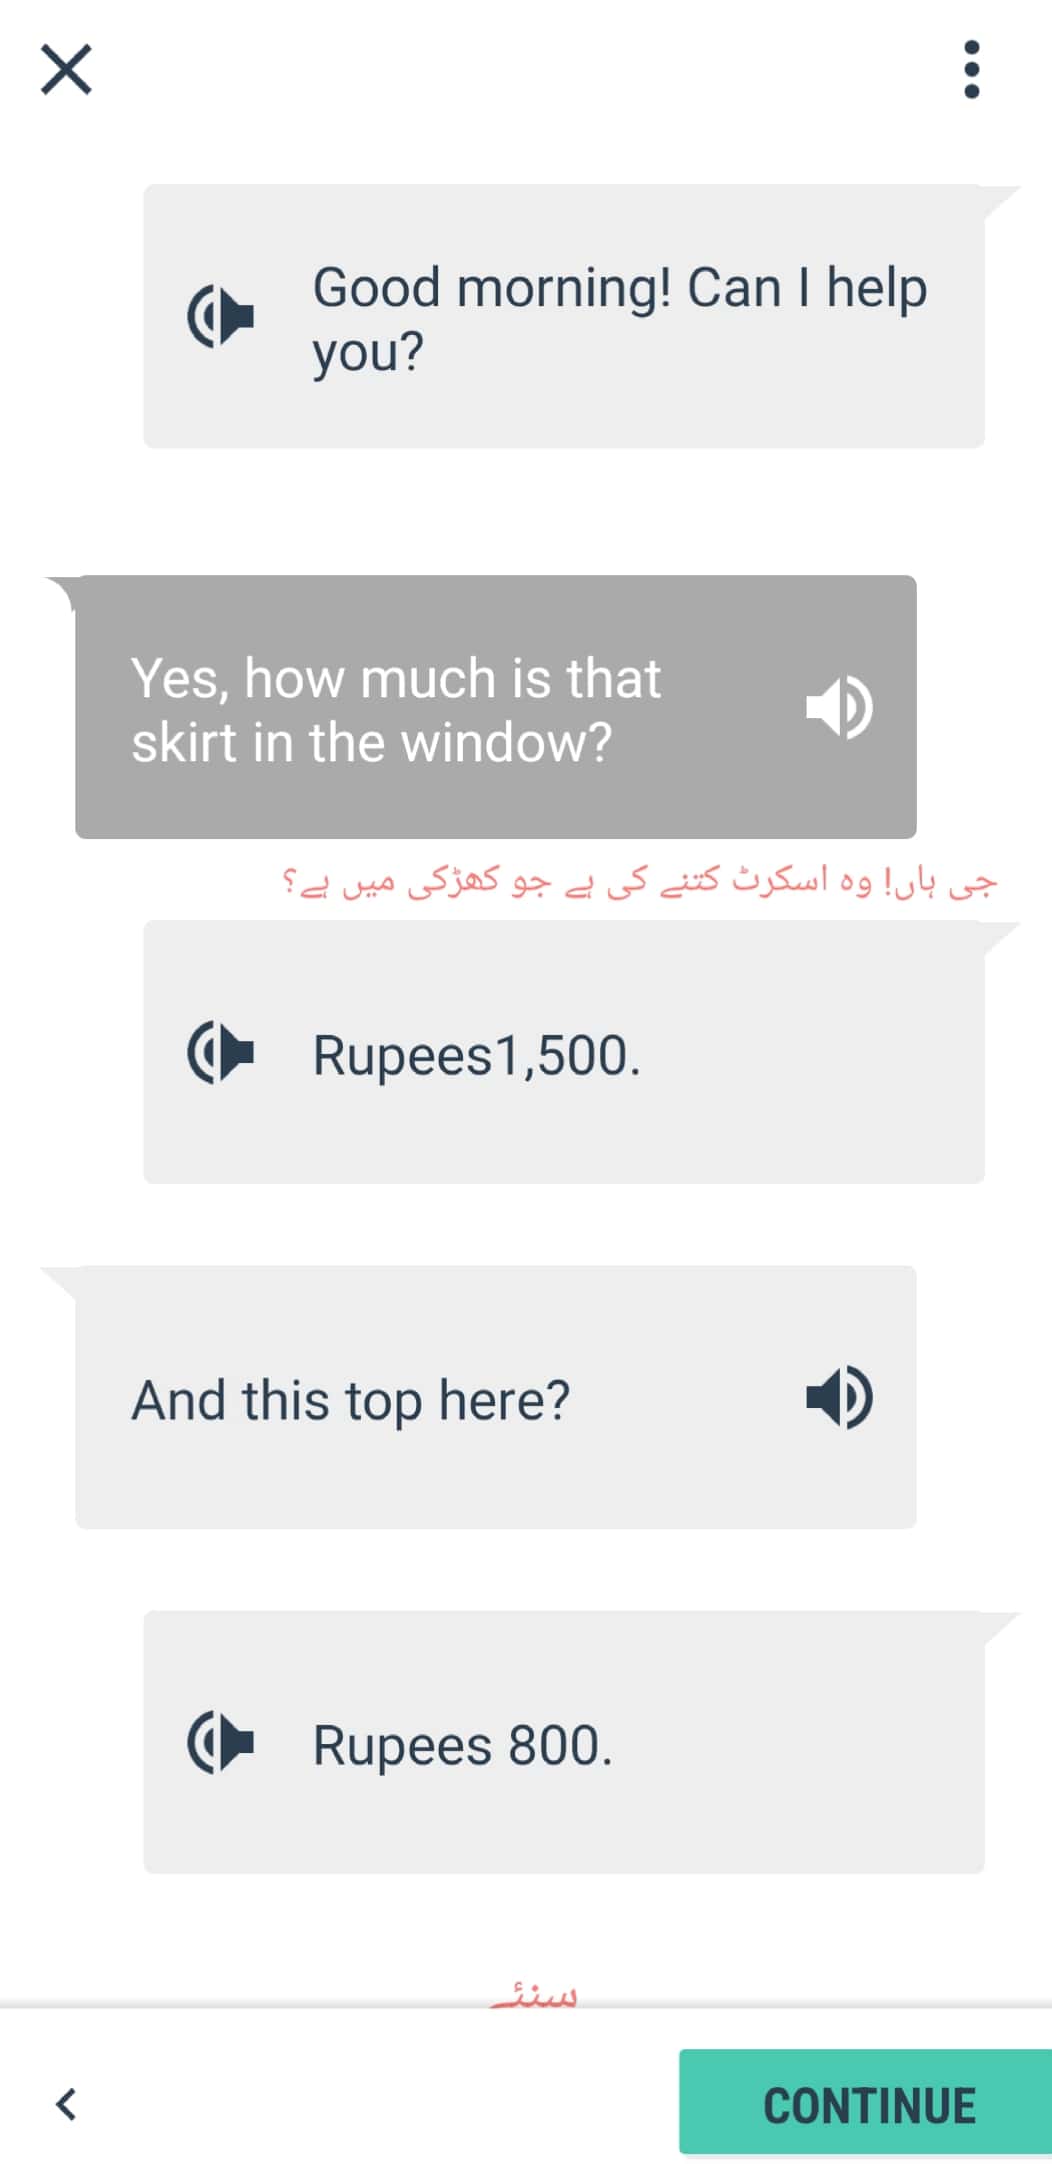 Good morning! Can I help
you?
Yes, how much is that
skirt in the window?
جی ہاں! وہ اسکرٹ کتنے کی ہے جو کھڑکی میں ہے؟
Rupees1,500.
And this top here?
Rupees 800.
سنئے
CONTINUE